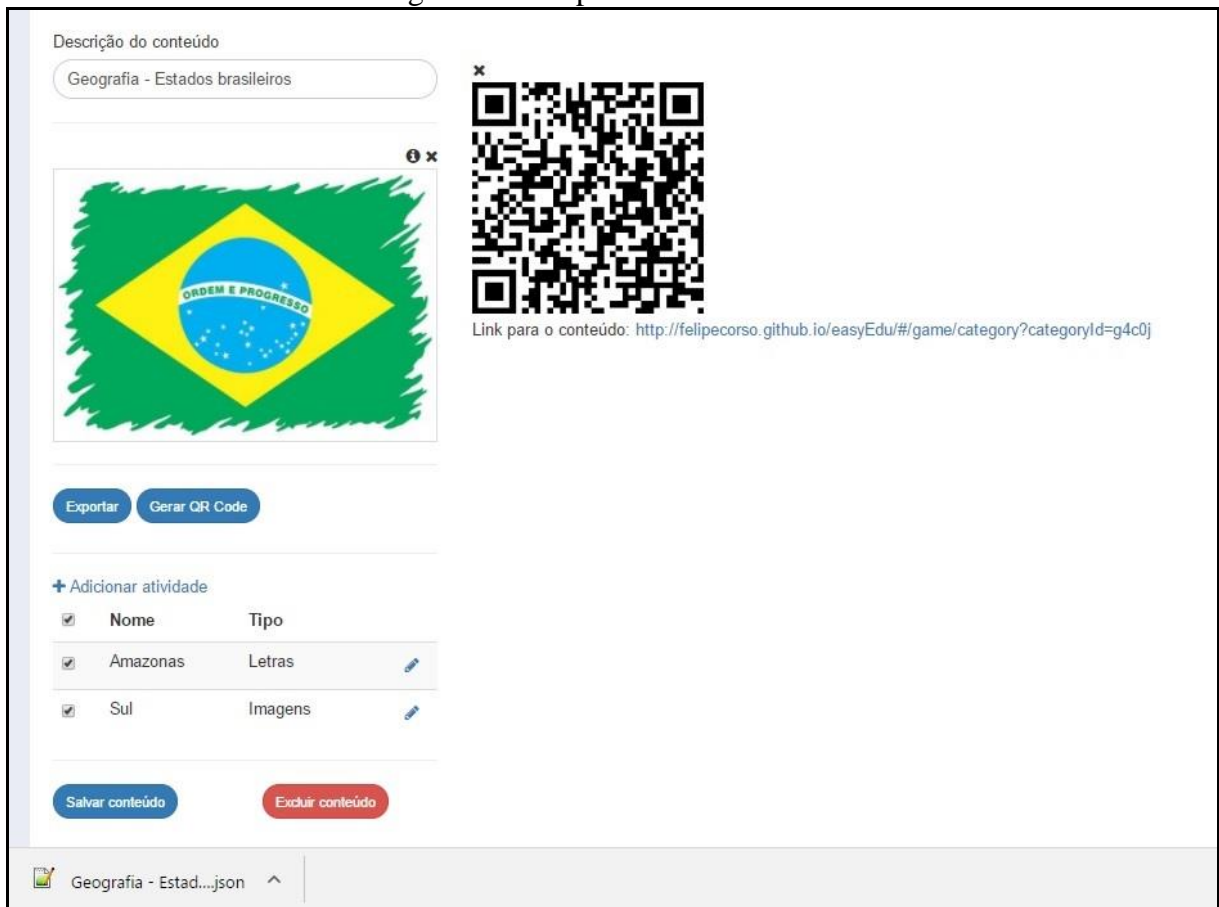 Descrição do conteúdo
Geografia - Estados brasileiros
ORDEM E PROGRESSO
Link para o conteúdo: http://felipecorso.github.io/easyEdu/#/game/category?categoryId=g4c0j
Exportar
Gerar QR Code
Adicionar atividade
Nome Tipo
Amazonas Letras
Sul Imagens
Salvar conteúdo
Excluir conteúdo
Geografia - Estad....json